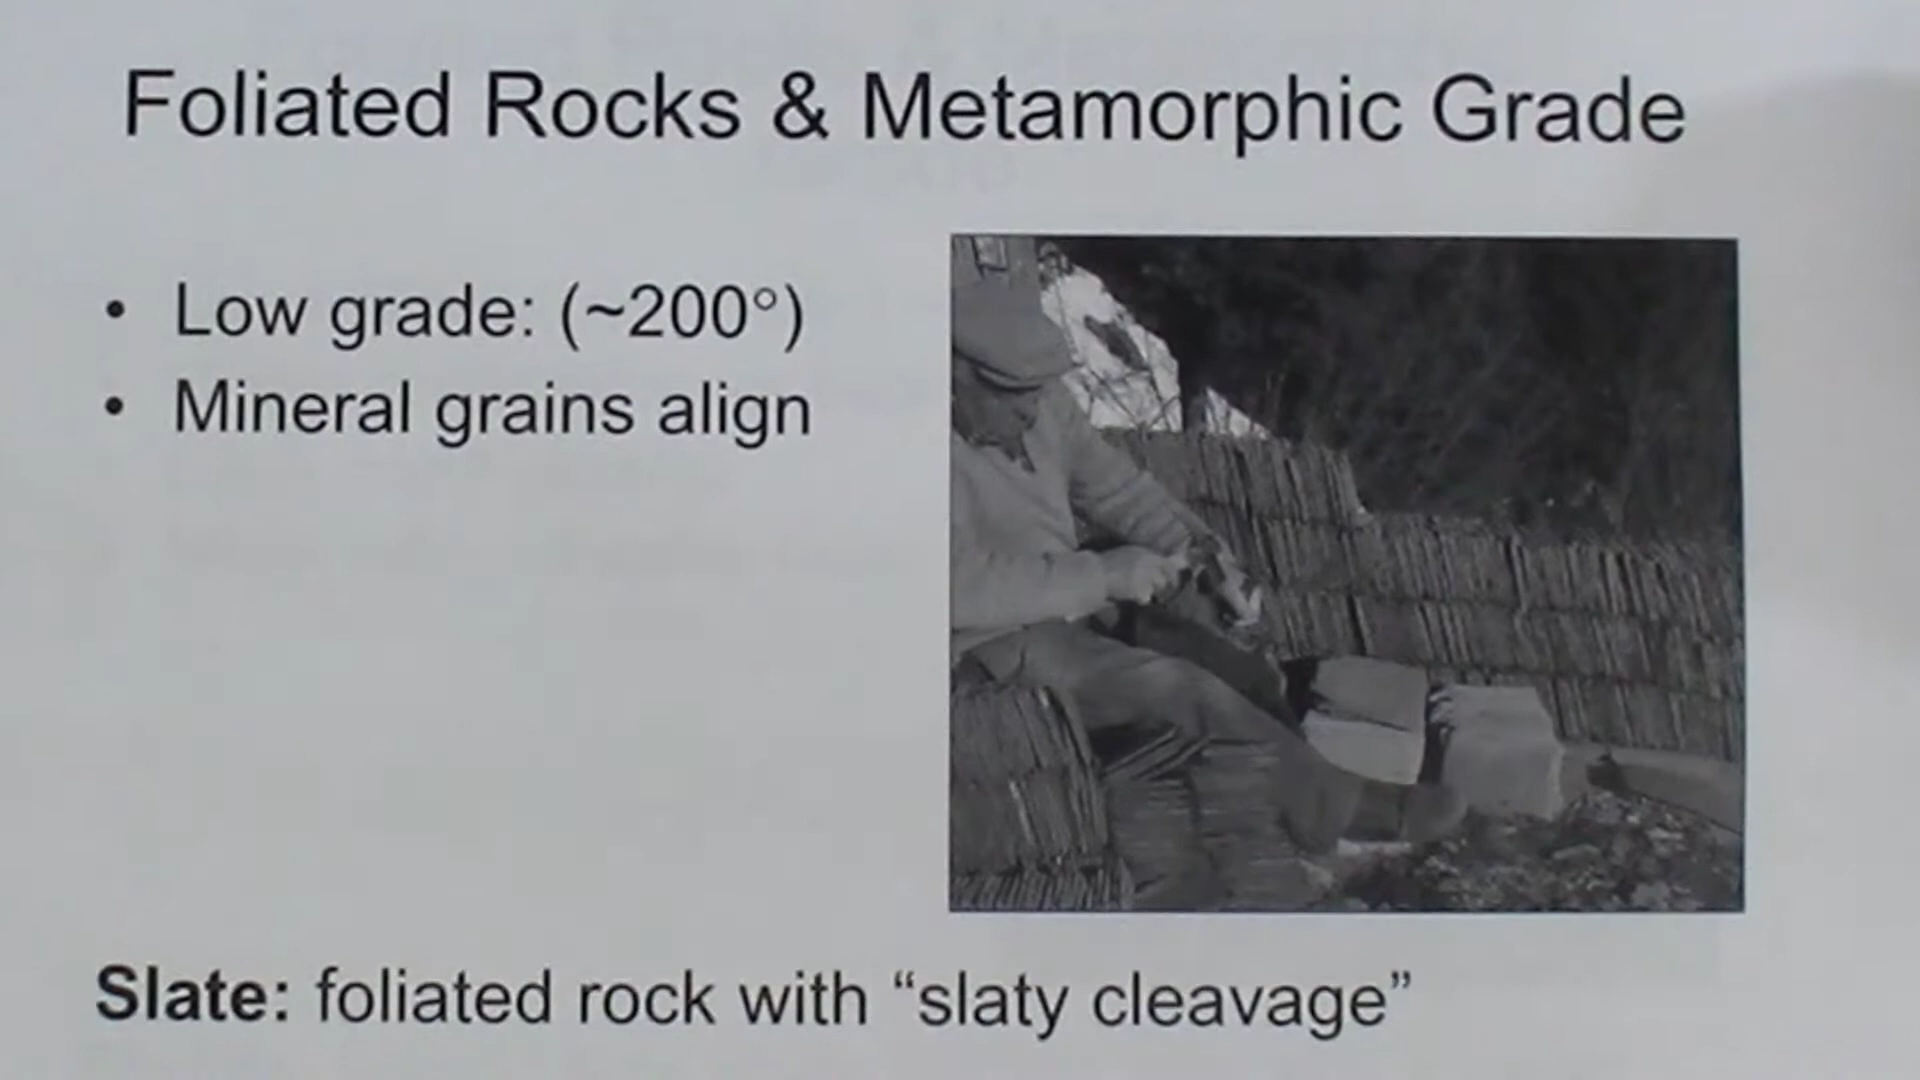 Foliated Rocks & Metamorphic Grade
• Low grade: (~200°)
• Mineral grains align
Slate: foliated rock with “slaty cleavage”